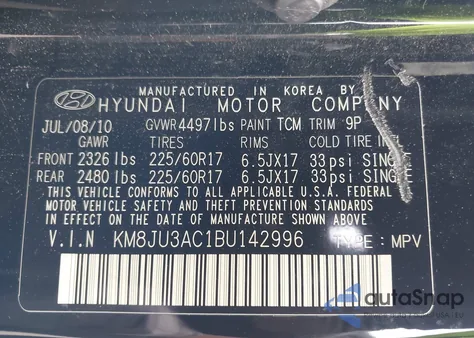 MANUFACTURED IN KOREA BY
HYUNDAI MOTOR COMPANY
JUL/08/10 GVWR 4497lbs PAINT TCM TRIM 9P
GAWR TIRES RIMS COLD TIRE INF
FRONT 2326 lbs 225/60R17 6.5JX17 33psi SINGLE
REAR 2480 lbs 225/60R17 6.5JX17 33psi SINGLE
THIS VEHICLE CONFORMS TO ALL APPLICABLE U.S.A. FEDERAL
MOTOR VEHICLE SAFETY AND THEFT PREVENTION STANDARDS
IN EFFECT ON THE DATE OF MANUFACTURE SHOWN ABOVE.
V.I.N KM8JU3AC1BU142996 TYPE : MPV
autoSnap